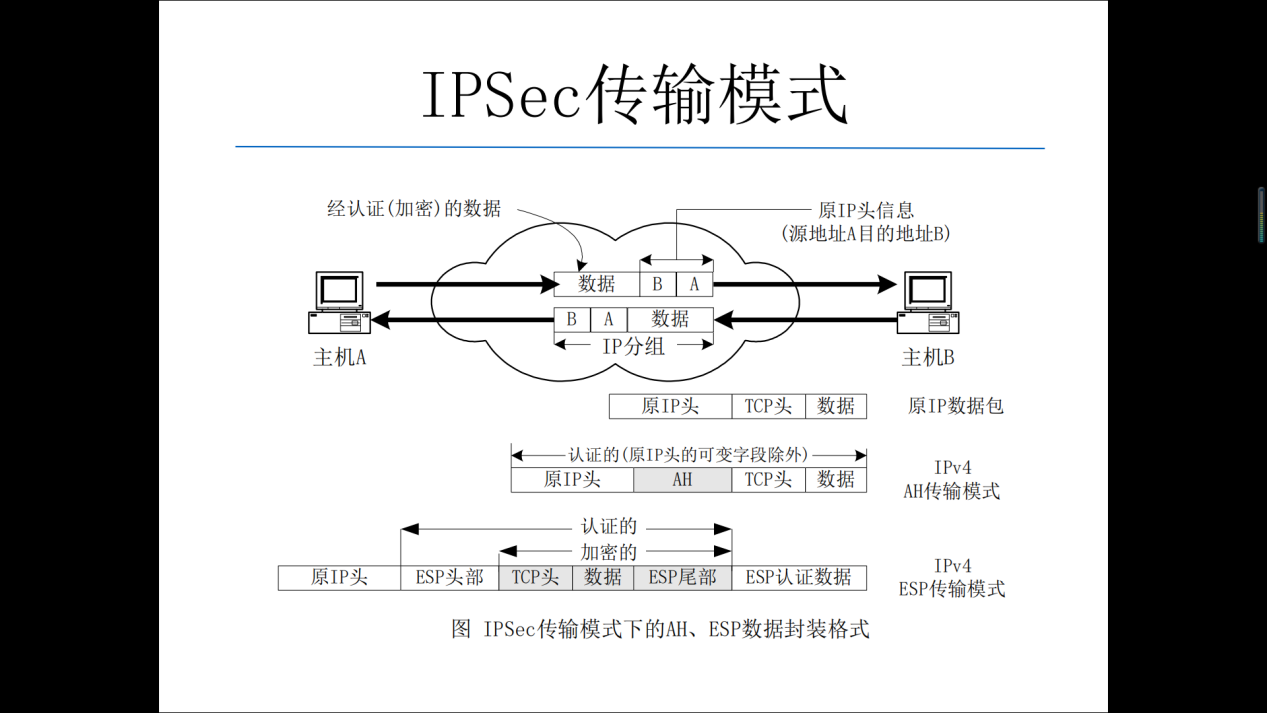 IPSec传输模式
经认证(加密)的数据
原IP头信息
(源地址A目的地址B)
数据 B A
B A 数据
IP分组
主机A
主机B
原IP头 TCP头 数据 原IP数据包
认证的(原IP头的可变字段除外)
原IP头 AH TCP头 数据
IPv4
AH传输模式
认证的
加密的
原IP头 ESP头部 TCP头 数据 ESP尾部 ESP认证数据
IPv4
ESP传输模式
图 IPSec传输模式下的AH、ESP数据封装格式